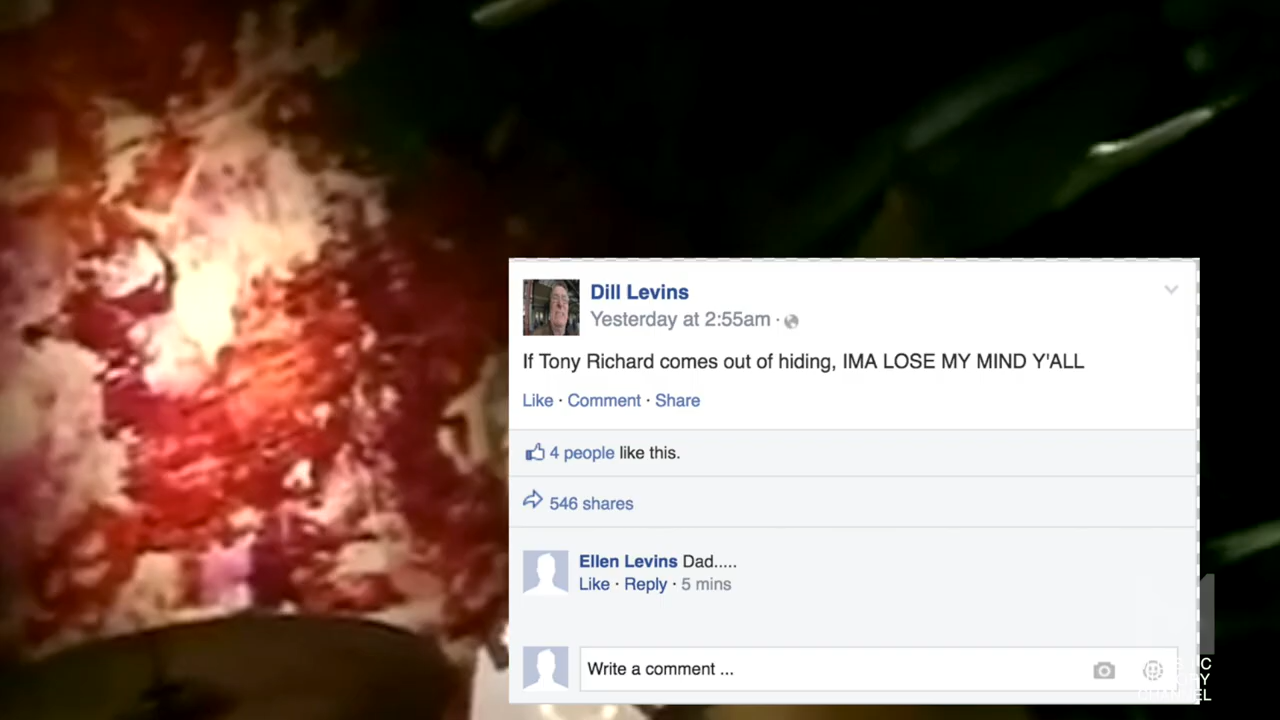 Dill Levins
Yesterday at 2:55am ·
If Tony Richard comes out of hiding, IMA LOSE MY MIND Y'ALL
Like · Comment · Share
4 people like this.
546 shares
Ellen Levins Dad.....
Like · Reply · 5 mins
Write a comment ...